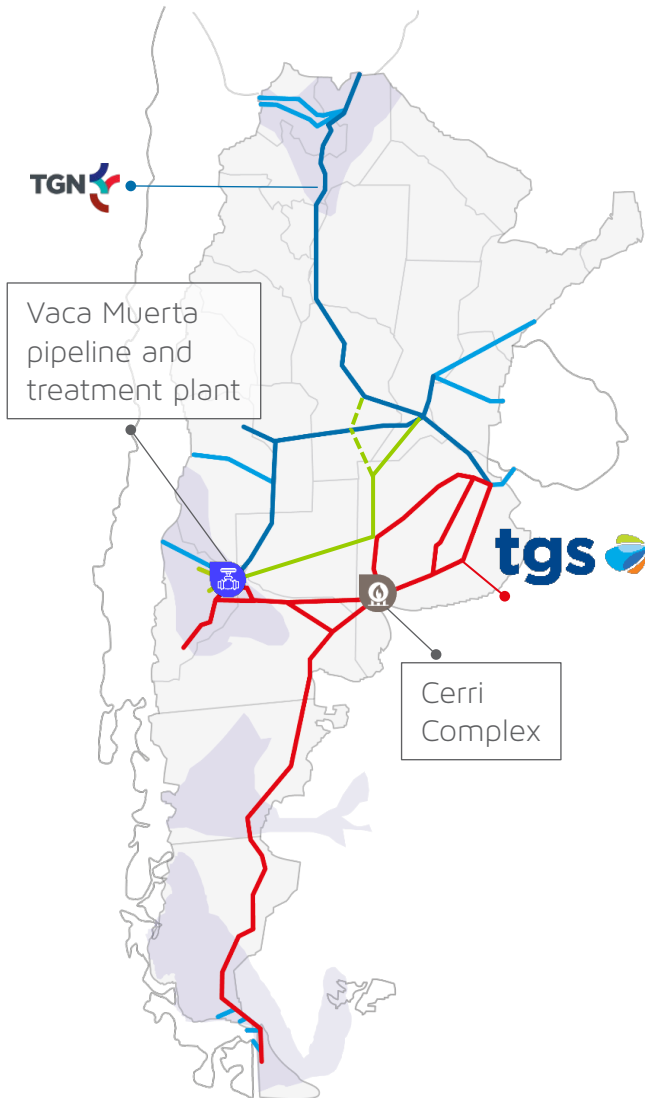 TGN
Vaca Muerta
pipeline and
treatment plant
tgs
Cerri
Complex